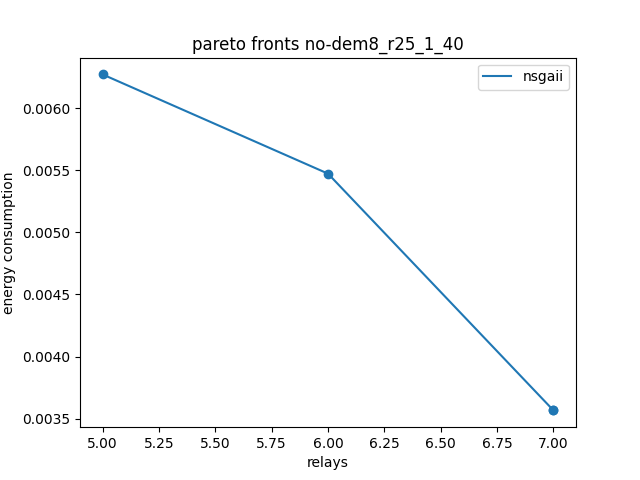 pareto fronts no-dem8_r25_1_40
nsgaii
energy consumption
0.0060
0.0055
0.0050
0.0045
0.0040
0.0035
5.00 5.25 5.50 5.75 6.00 6.25 6.50 6.75 7.00
relays